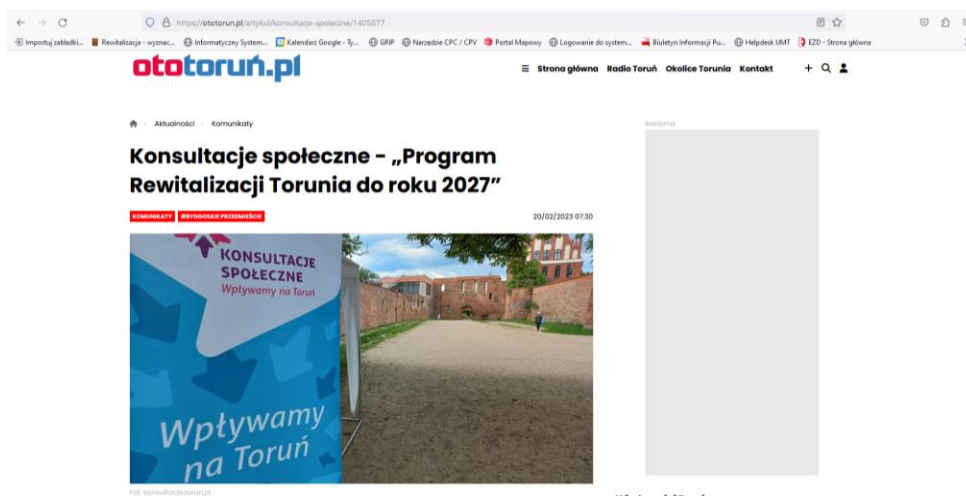 https://ototorun.pl/artykul/konsultacje-spoleczne/1405877
Importuj zakładki... Rewitalizacja - wyznac... Informatyczny System... Kalendarz Google - Ty... GRIP Narzędzie CPC / CPV Portal Mapowy Logowanie do system... Biuletyn Informacji Pu... Helpdesk UMT EZD - Strona główna
ototoruń.pl
Strona główna Radio Toruń Okolice Torunia Kontakt
Aktualności Komunikaty
Reklama
Konsultacje społeczne - „Program
Rewitalizacji Torunia do roku 2027”
KOMUNIKATY #BYDGOSKIE PRZEDMIEŚCIE
20/02/2023 07:30
KONSULTACJE
SPOŁECZNE
Wpływamy na Toruń
Wpływamy
na Toruń
Fot. konsultacje.torun.pl